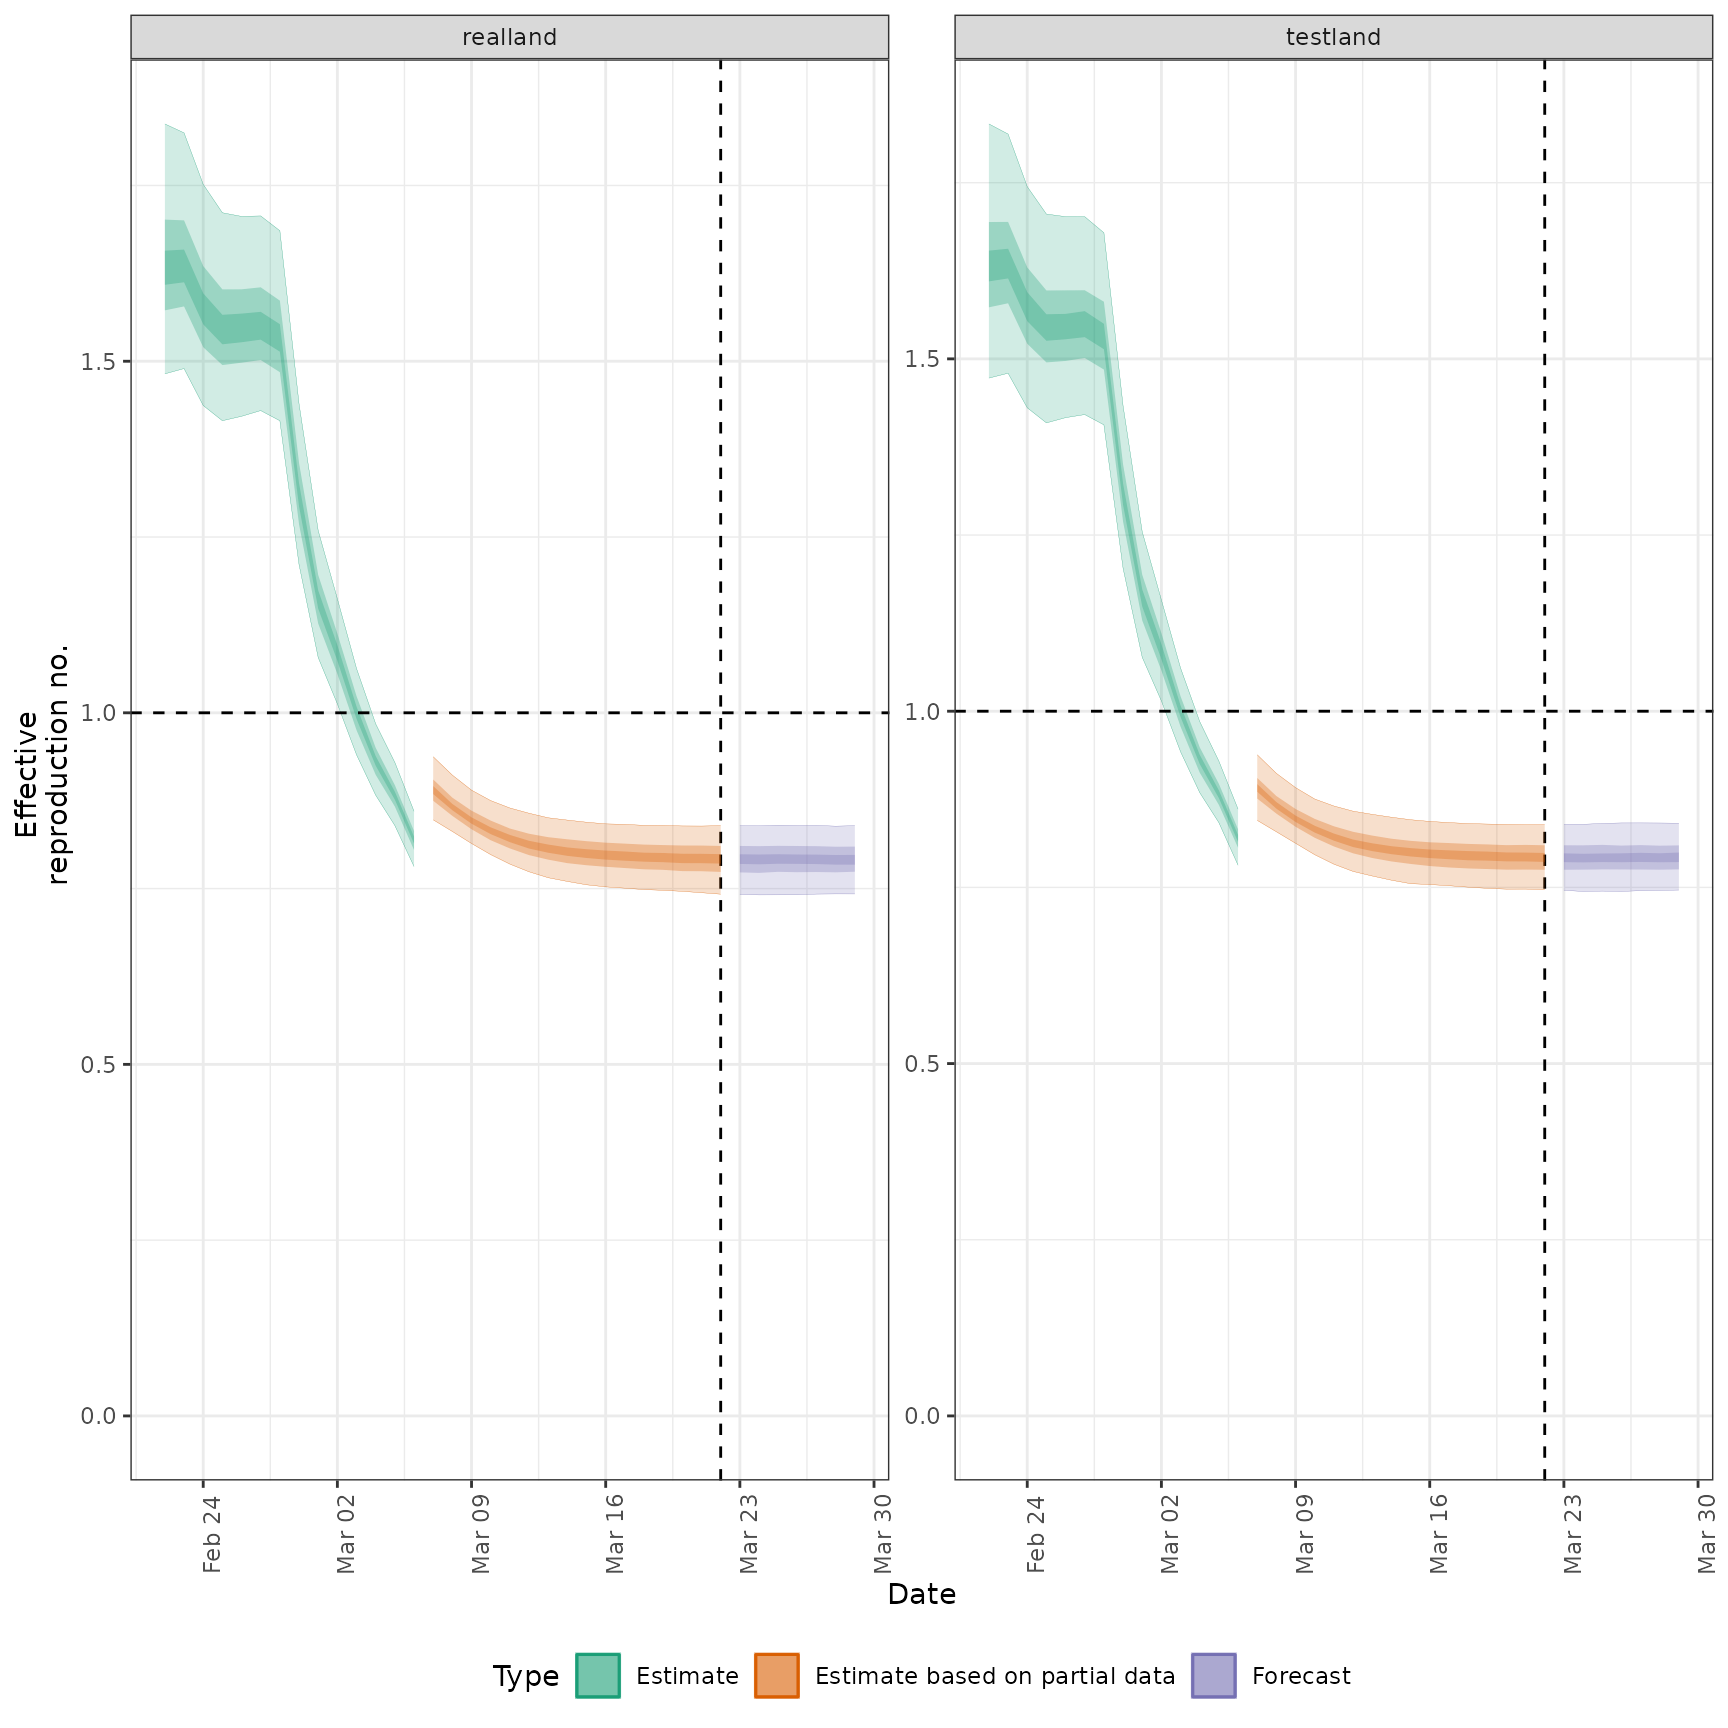 realland
testland
Effective
reproduction no.
1.5
1.0
0.5
0.0
1.5
1.0
0.5
0.0
Feb 24
Mar 02
Mar 09
Mar 16
Mar 23
Mar 30
Feb 24
Mar 02
Mar 09
Mar 16
Mar 23
Mar 30
Date
Type Estimate Estimate based on partial data Forecast